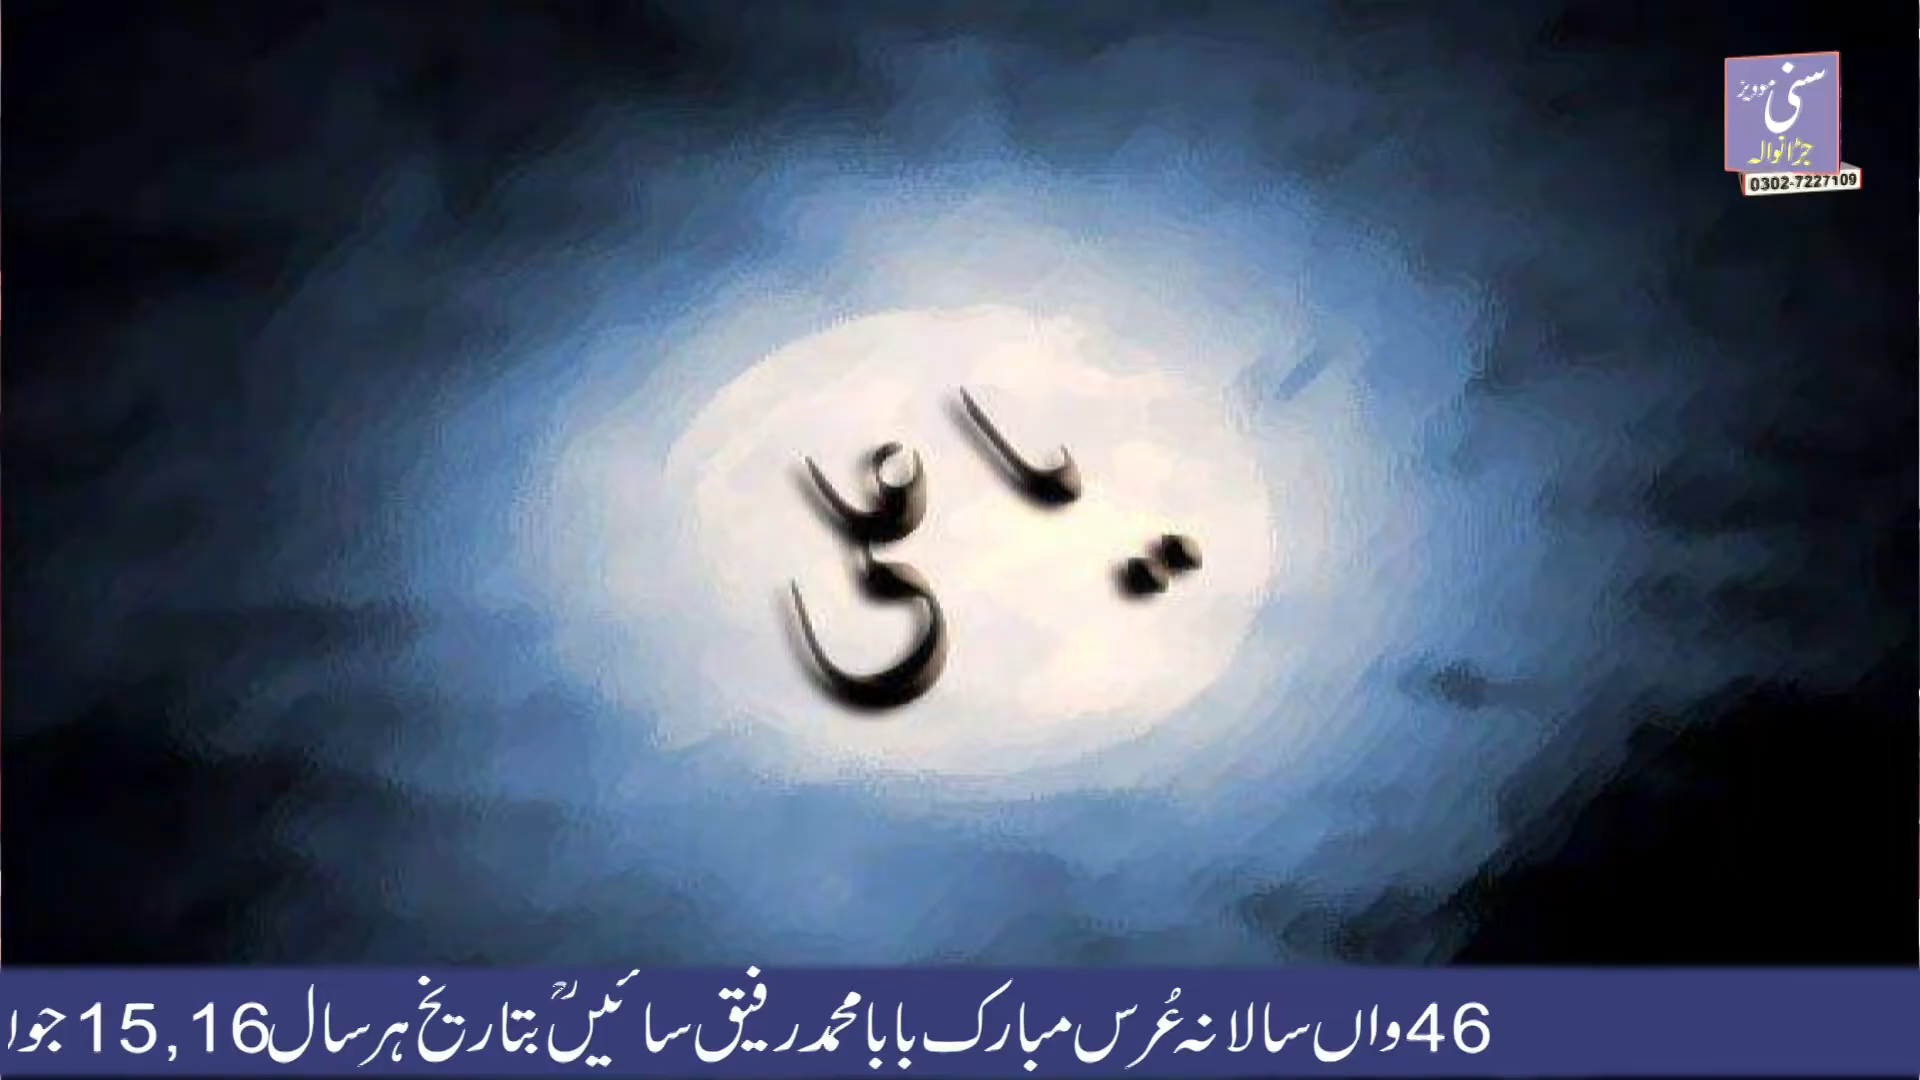 سنی
موویز
جڑانوالہ
0302-7227109
یا علی
46واں سالانہ عُرس مبارک بابا محمد رفیق سائیںؒ بتاریخ ہر سال 15,16